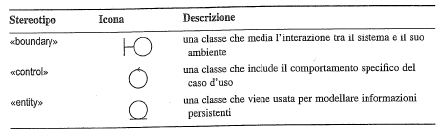 Stereotipo Icona Descrizione
«boundary» una classe che media l'interazione tra il sistema e il suo
ambiente
«control» una classe che include il comportamento specifico del
caso d'uso
«entity» una classe che viene usata per modellare informazioni
persistenti